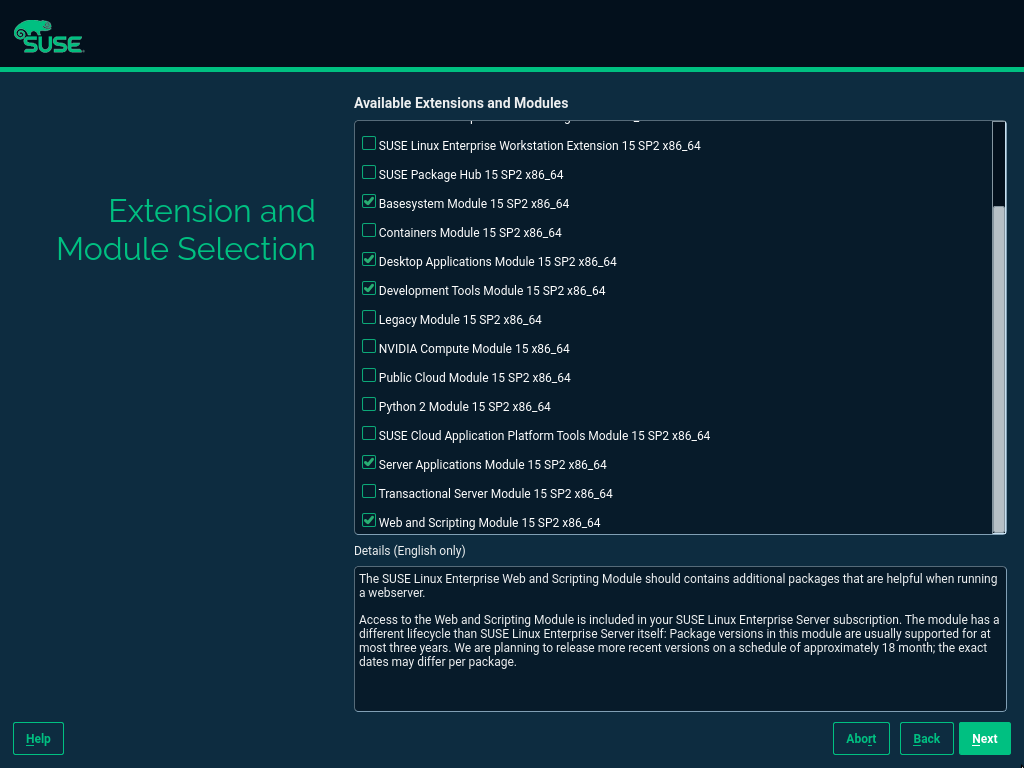 SUSE
Available Extensions and Modules
Extension and
Module Selection
SUSE Linux Enterprise Workstation Extension 15 SP2 x86_64
SUSE Package Hub 15 SP2 x86_64
Basesystem Module 15 SP2 x86_64
Containers Module 15 SP2 x86_64
Desktop Applications Module 15 SP2 x86_64
Development Tools Module 15 SP2 x86_64
Legacy Module 15 SP2 x86_64
NVIDIA Compute Module 15 x86_64
Public Cloud Module 15 SP2 x86_64
Python 2 Module 15 SP2 x86_64
SUSE Cloud Application Platform Tools Module 15 SP2 x86_64
Server Applications Module 15 SP2 x86_64
Transactional Server Module 15 SP2 x86_64
Web and Scripting Module 15 SP2 x86_64
Details (English only)
The SUSE Linux Enterprise Web and Scripting Module should contains additional packages that are helpful when running
a webserver.
Access to the Web and Scripting Module is included in your SUSE Linux Enterprise Server subscription. The module has a
different lifecycle than SUSE Linux Enterprise Server itself: Package versions in this module are usually supported for at
most three years. We are planning to release more recent versions on a schedule of approximately 18 month; the exact
dates may differ per package.
Help
Abort
Back
Next